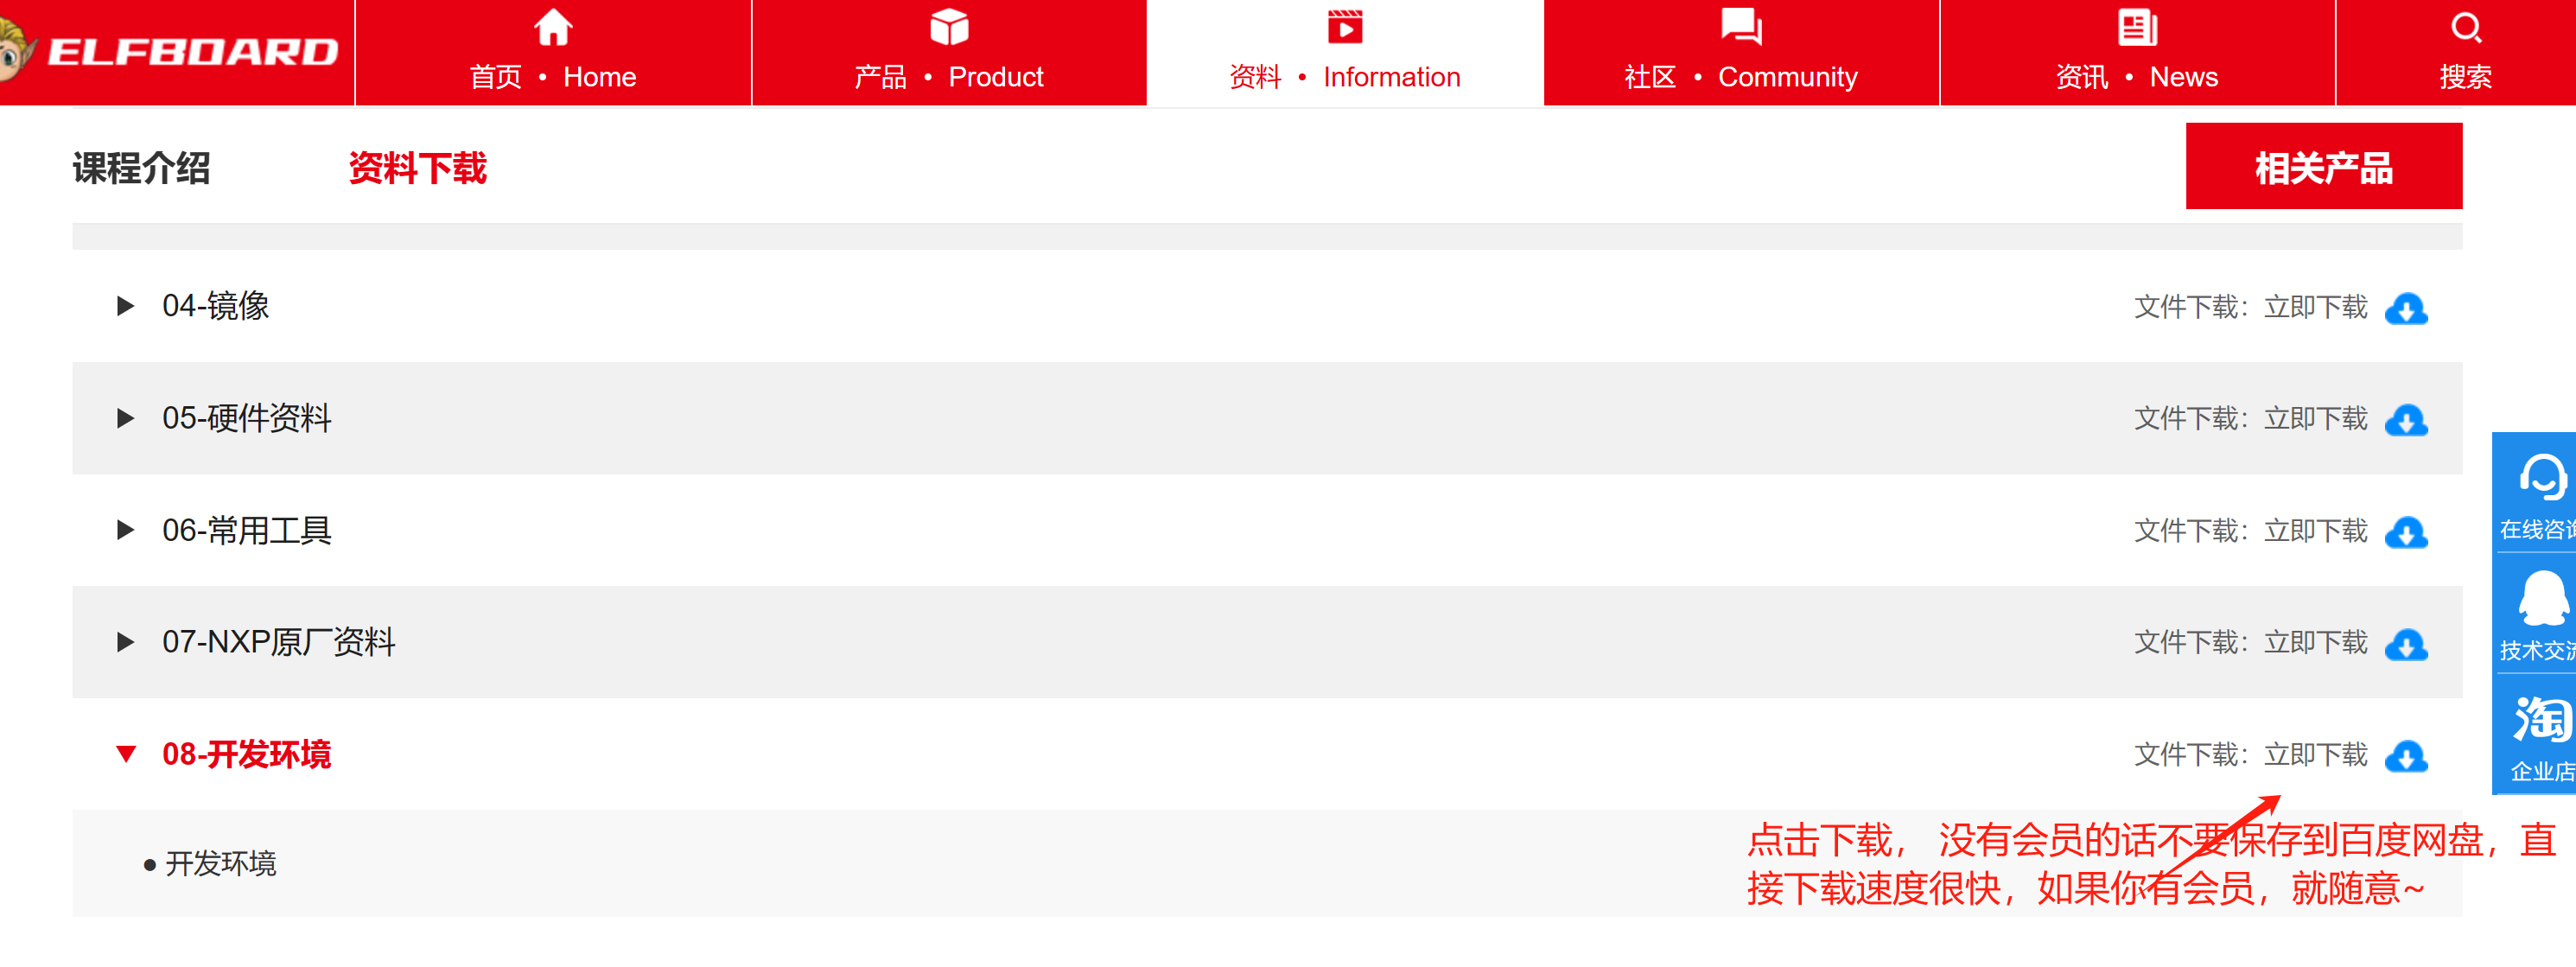 ELFBOARD
首页 • Home
产品 • Product
资料 • Information
社区 • Community
资讯 • News
搜索
课程介绍
资料下载
相关产品
04-镜像
文件下载：立即下载
05-硬件资料
文件下载：立即下载
06-常用工具
文件下载：立即下载
07-NXP原厂资料
文件下载：立即下载
08-开发环境
文件下载：立即下载
● 开发环境
点击下载， 没有会员的话不要保存到百度网盘，直
接下载速度很快，如果你有会员，就随意~
在线咨询
技术交流
淘
企业店